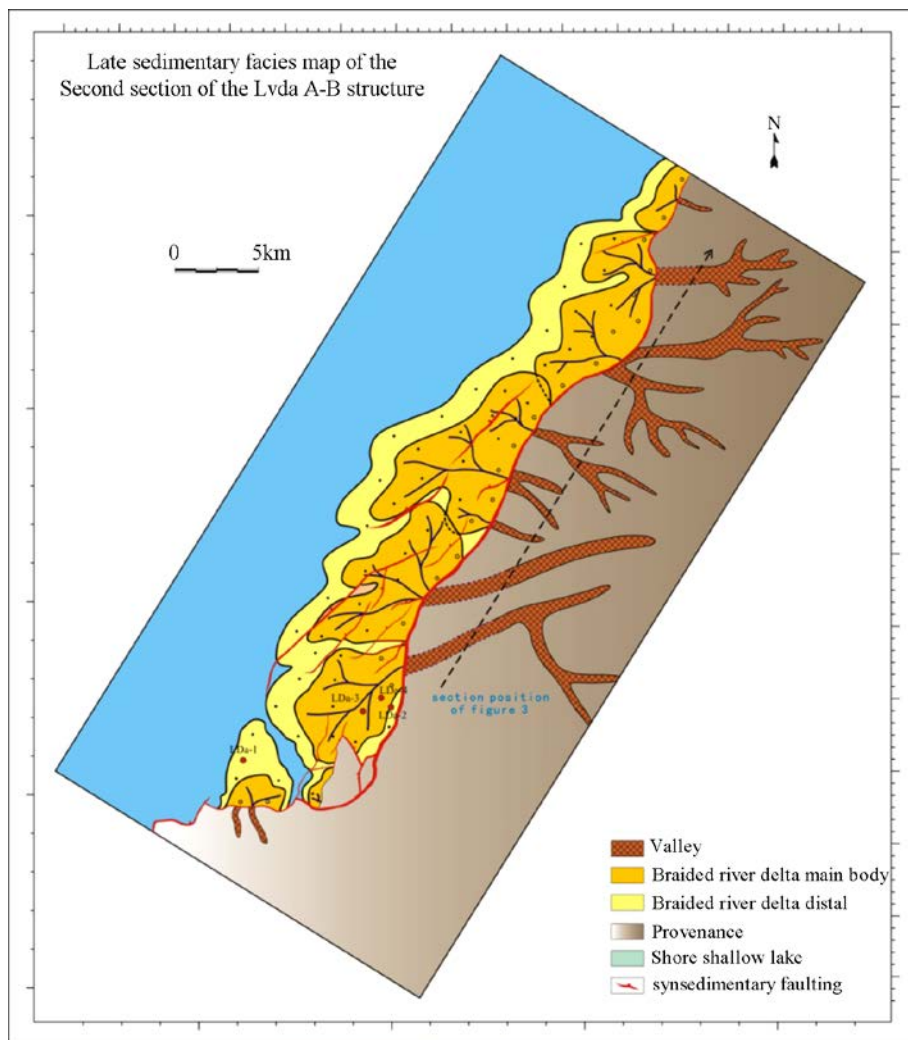 Late sedimentary facies map of the
Second section of the Lvda A-B structure
N
0 5km
LDa-3
LDa-4
LDa-2
section position
of figure 3
LDa-1
Valley
Braided river delta main body
Braided river delta distal
Provenance
Shore shallow lake
synsedimentary faulting